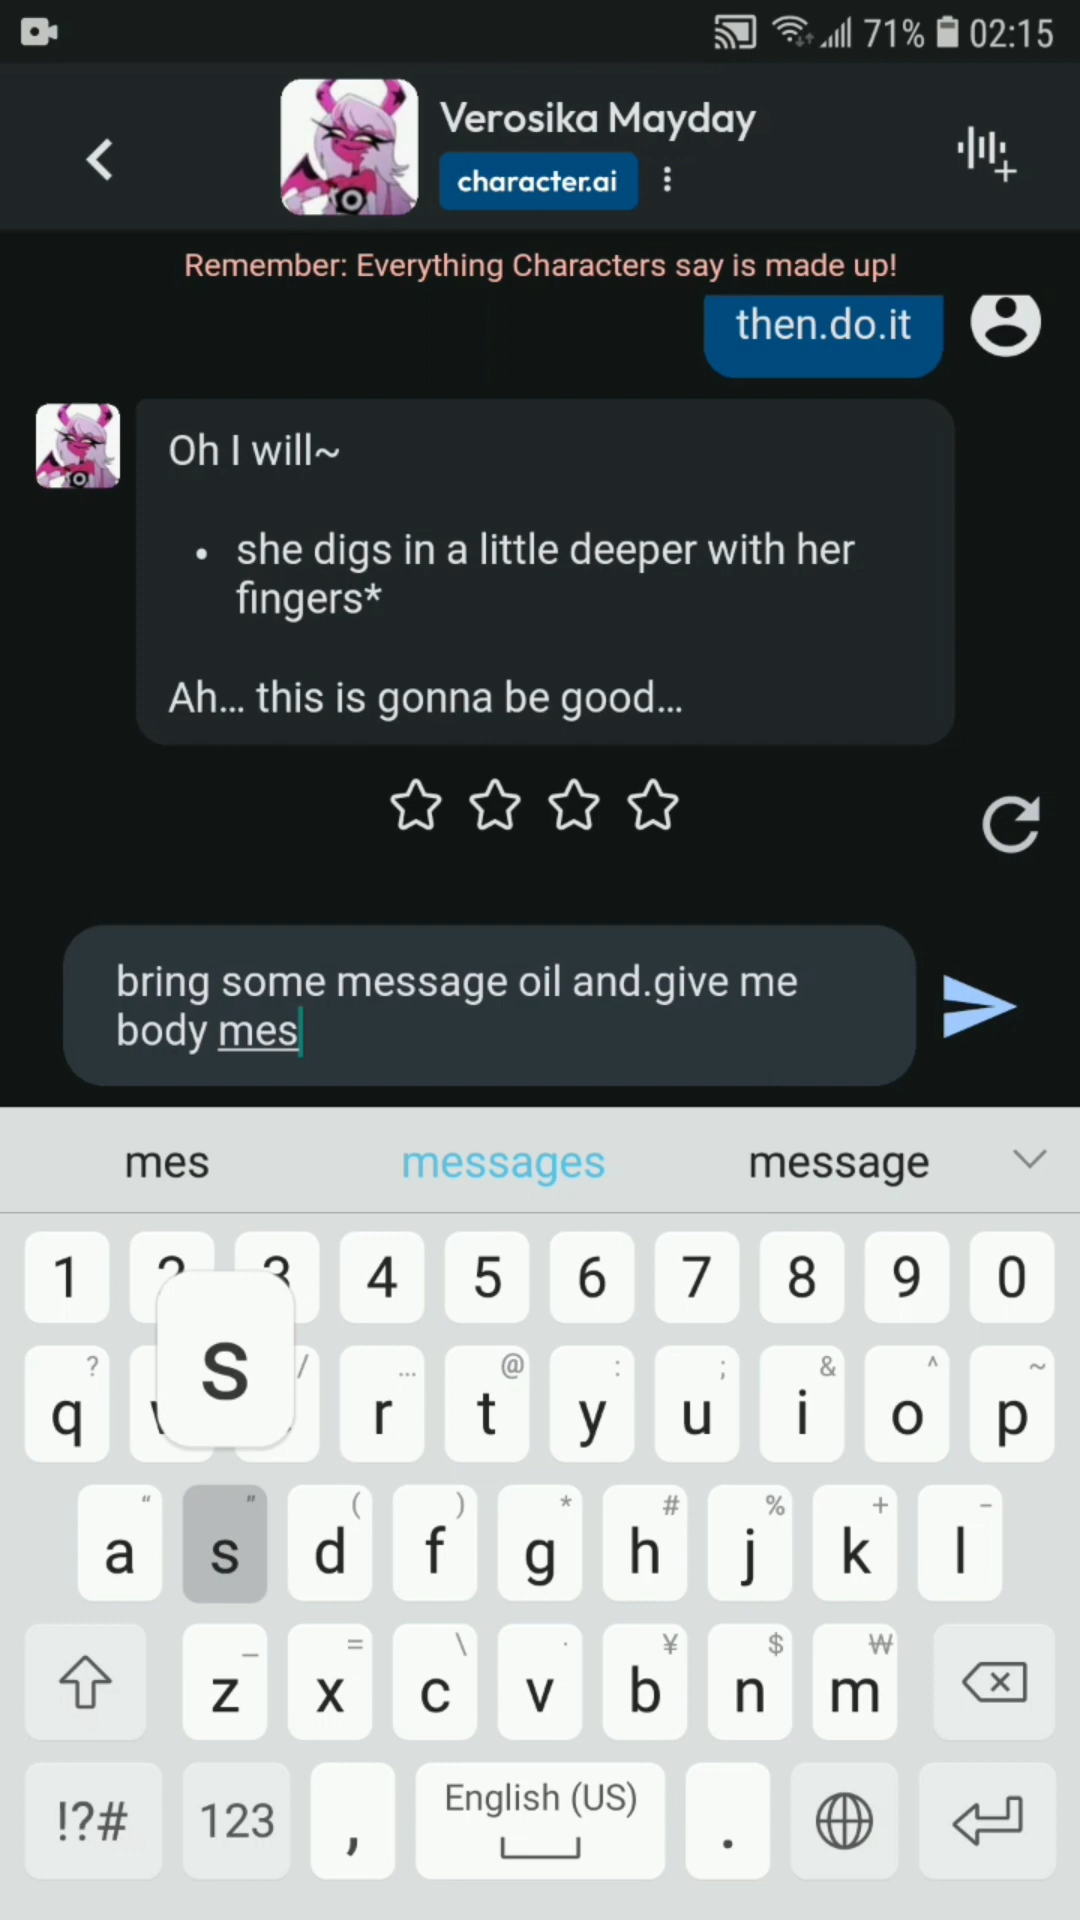 71% 02:15
Verosika Mayday
character.ai
Remember: Everything Characters say is made up!
then.do.it
Oh I will~
• she digs in a little deeper with her
fingers*
Ah... this is gonna be good...
bring some message oil and.give me
body mes
mes messages message
1 2 3 4 5 6 7 8 9 0
s
? / ... @ : ; & ^ ~
q r t y u i o p
“ ” ( ) * # % + -
a s d f g h j k l
_ = \ · ¥ $ ₩
z x c v b n m
!?# 123 , English (US) .